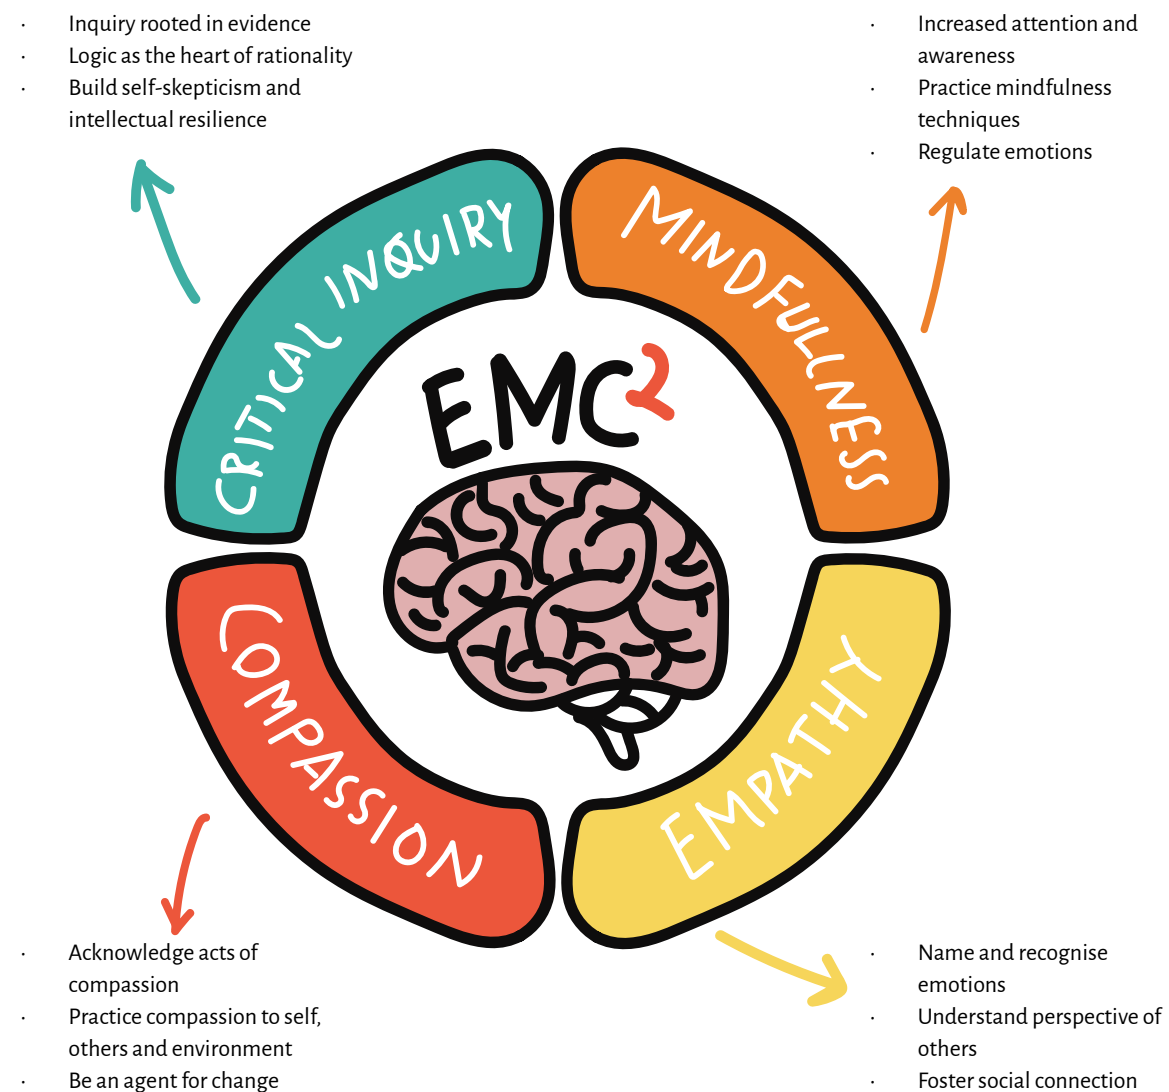 · Inquiry rooted in evidence
· Logic as the heart of rationality
· Build self-skepticism and
intellectual resilience
· Increased attention and
awareness
· Practice mindfulness
techniques
· Regulate emotions
CRITICAL INQUIRY
MINDFULLNESS
EMC²
COMPASSION
EMPATHY
· Acknowledge acts of
compassion
· Practice compassion to self,
others and environment
· Be an agent for change
· Name and recognise
emotions
· Understand perspective of
others
· Foster social connection